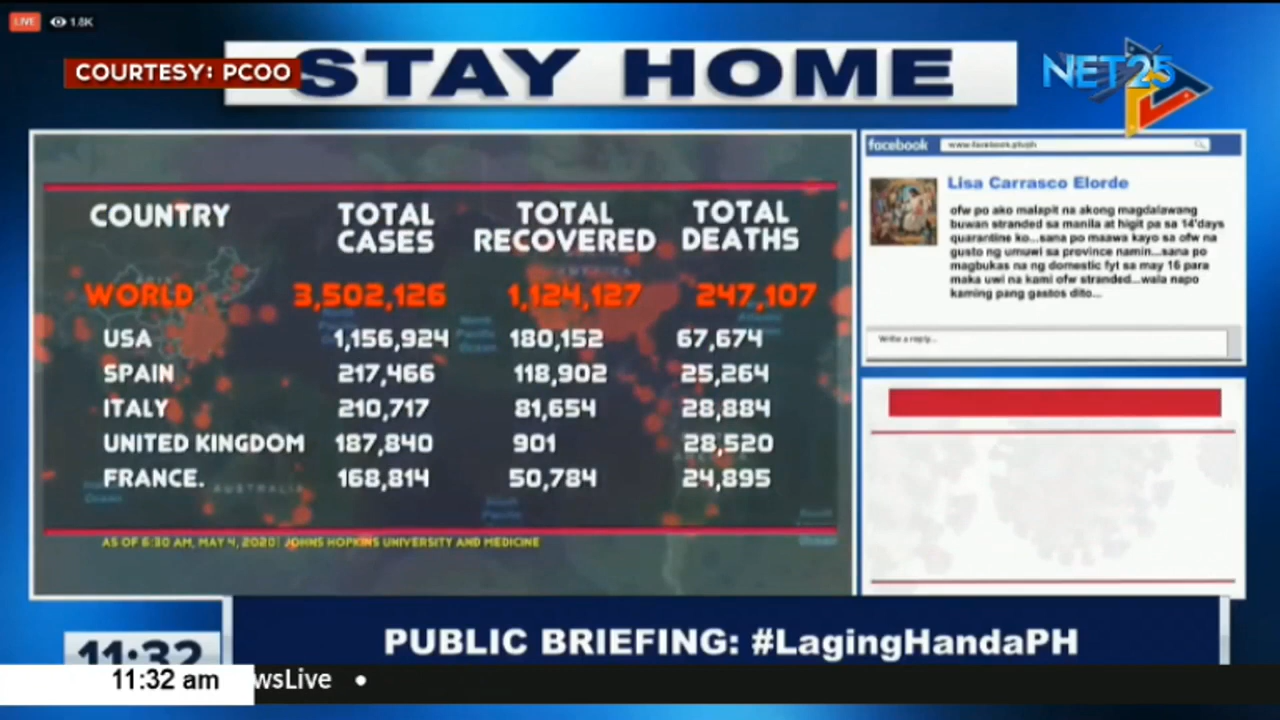 LIVE 1.8K
STAY HOME
COURTESY: PCOO
NET25
COUNTRY TOTAL CASES TOTAL RECOVERED TOTAL DEATHS
WORLD 3,502,126 1,124,127 247,107
USA 1,156,924 180,152 67,674
SPAIN 217,466 118,902 25,264
ITALY 210,717 81,654 28,884
UNITED KINGDOM 187,840 901 28,520
FRANCE. 168,814 50,784 24,895
AUSTRALIA
AS OF 6:30 AM, MAY 4, 2020| JOHNS HOPKINS UNIVERSITY AND MEDICINE
facebook
Lisa Carrasco Elorde
ofw po ako malapit na akong magdalawang
buwan stranded sa manila at higit pa sa 14'days
quarantine ko...sana po maawa kayo sa ofw na
gusto ng umuwi sa province namin...sana po
magbukas na ng domestic fyt sa may 16 para
maka uwi na kami ofw stranded...wala napo
kaming pang gastos dito...
Write a reply...
PUBLIC BRIEFING: #LagingHandaPH
11:32
11:32 am wsLive •